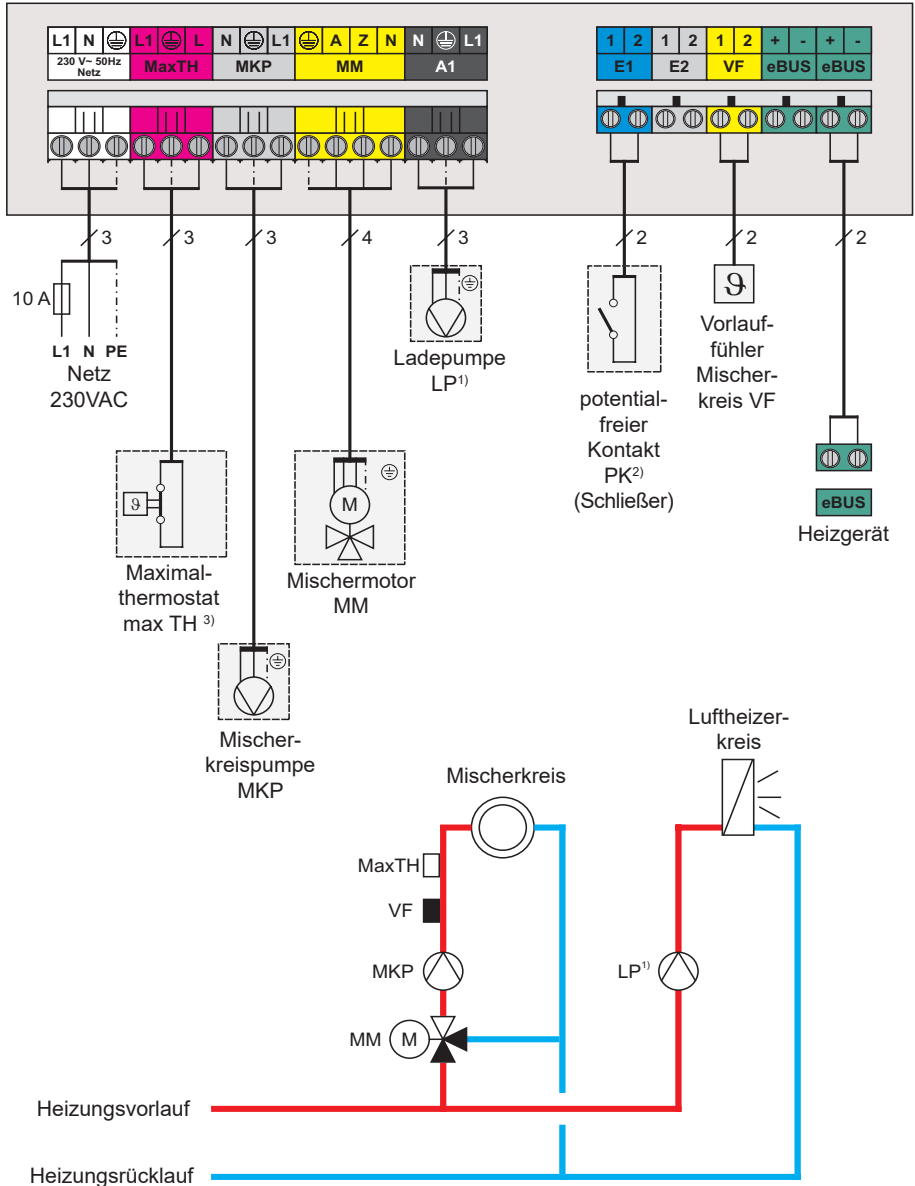 L1 N L1 L N L1 A Z N N L1
230 V~ 50Hz
Netz
MaxTH MKP MM A1
1 2 1 2 1 2 + - + -
E1 E2 VF eBUS eBUS
3 3 3 4 3 2 2 2
10 A
L1 N PE
Netz
230VAC
Ladepumpe
LP1)
ϑ
Vorlauf-
fühler
Mischer-
kreis VF
potential-
freier
Kontakt
PK2)
(Schließer)
eBUS
Heizgerät
ϑ
Maximal-
thermostat
max TH 3)
M
Mischermotor
MM
Mischer-
kreispumpe
MKP
Luftheizer-
kreis
Mischerkreis
MaxTH
VF
MKP
LP1)
MM M
Heizungsvorlauf
Heizungsrücklauf